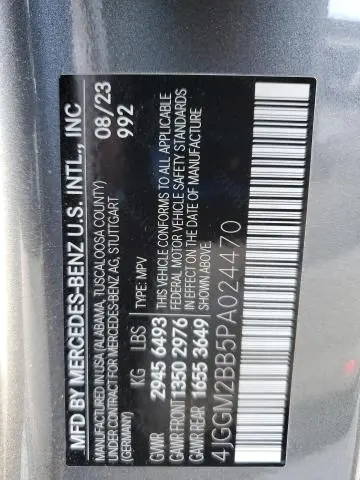 MFD BY MERCEDES-BENZ U.S. INTL., INC
MANUFACTURED IN USA (ALABAMA, TUSCALOOSA COUNTY)
UNDER CONTRACT FOR MERCEDES-BENZ AG, STUTTGART
(GERMANY)
08/23
992
TYPE: MPV
KG LBS
GVWR 2945 6493
GAWR FRONT 1350 2976
GAWR REAR 1655 3649
THIS VEHICLE CONFORMS TO ALL APPLICABLE
FEDERAL MOTOR VEHICLE SAFETY STANDARDS
IN EFFECT ON THE DATE OF MANUFACTURE
SHOWN ABOVE.
4JGGM2BB5PA024470